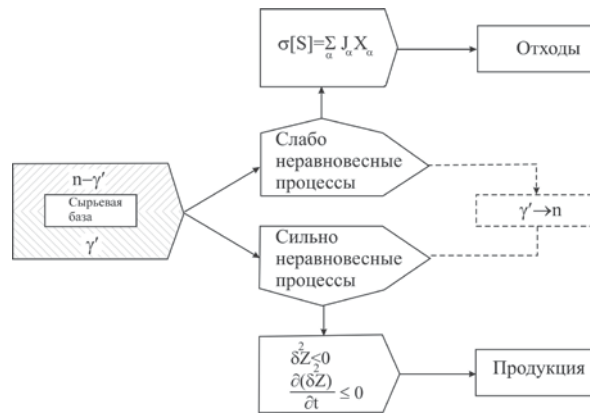 σ[S]=Σ J_α X_α
α
Отходы
Слабо
неравновесные
процессы
n−γ′
Сырьевая
база
γ′
γ′→n
Сильно
неравновесные
процессы
δ²Z<0
∂(δ²Z)
∂t
≤ 0
Продукция